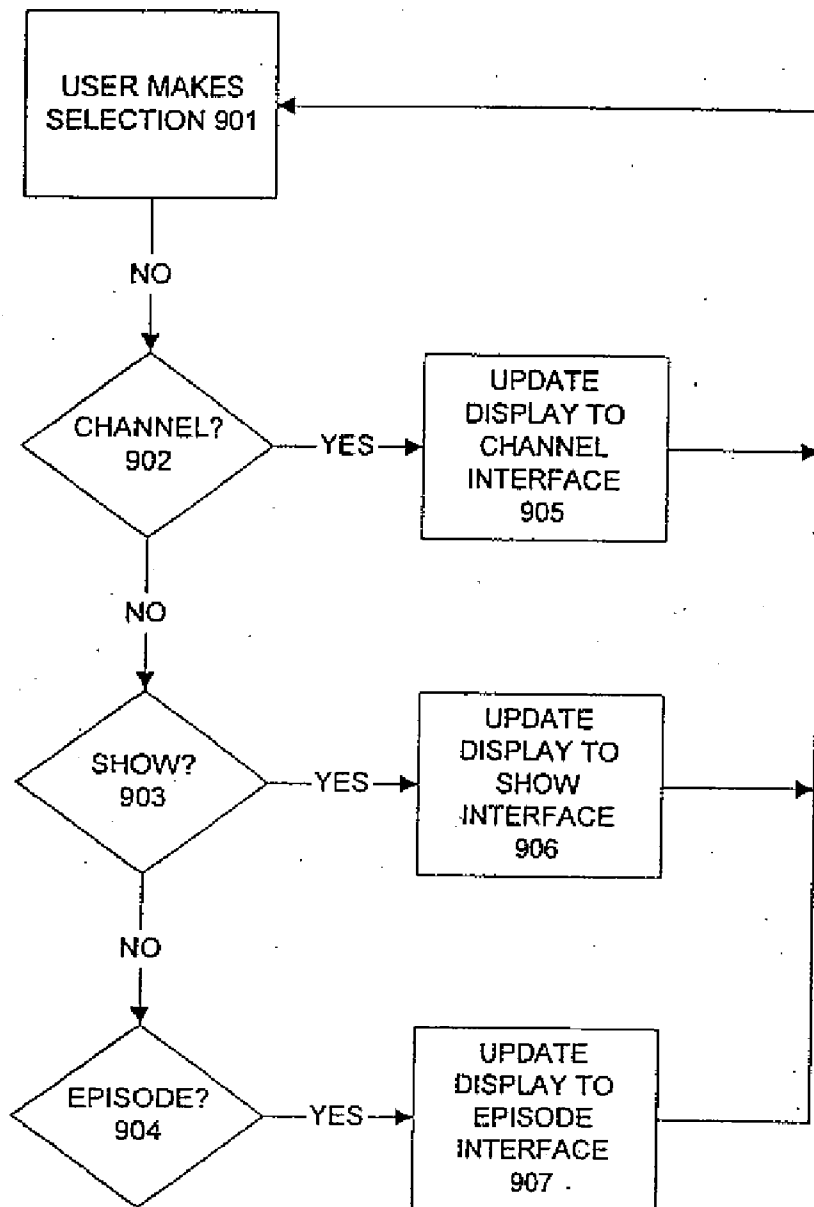 USER MAKES
SELECTION 901
NO
CHANNEL?
902
YES
UPDATE
DISPLAY TO
CHANNEL
INTERFACE
905
NO
SHOW?
903
YES
UPDATE
DISPLAY TO
SHOW
INTERFACE
906
NO
EPISODE?
904
YES
UPDATE
DISPLAY TO
EPISODE
INTERFACE
907